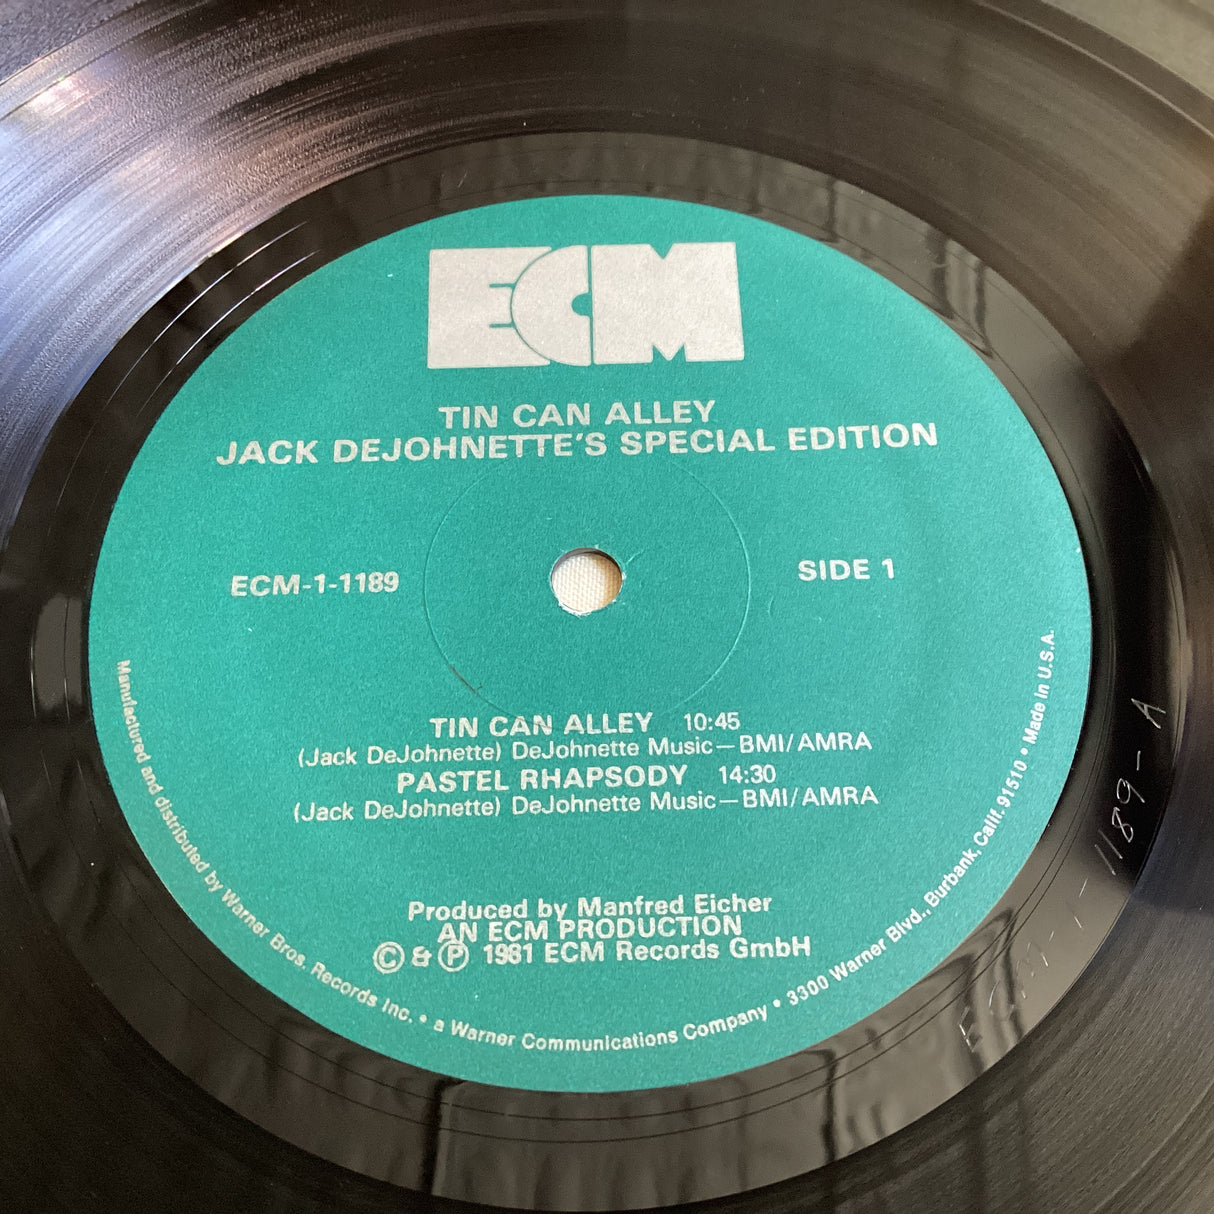 ECM
TIN CAN ALLEY
JACK DEJOHNETTE'S SPECIAL EDITION
ECM-1-1189
SIDE 1
TIN CAN ALLEY 10:45
(Jack DeJohnette) DeJohnette Music—BMI/AMRA
PASTEL RHAPSODY 14:30
(Jack DeJohnette) DeJohnette Music—BMI/AMRA
Produced by Manfred Eicher
AN ECM PRODUCTION
© & ℗ 1981 ECM Records GmbH
Manufactured and distributed by Warner Bros. Records Inc. • a Warner Communications Company • 3300 Warner Blvd., Burbank, Calif. 91510 • Made in U.S.A.
ECM-1-1189-A